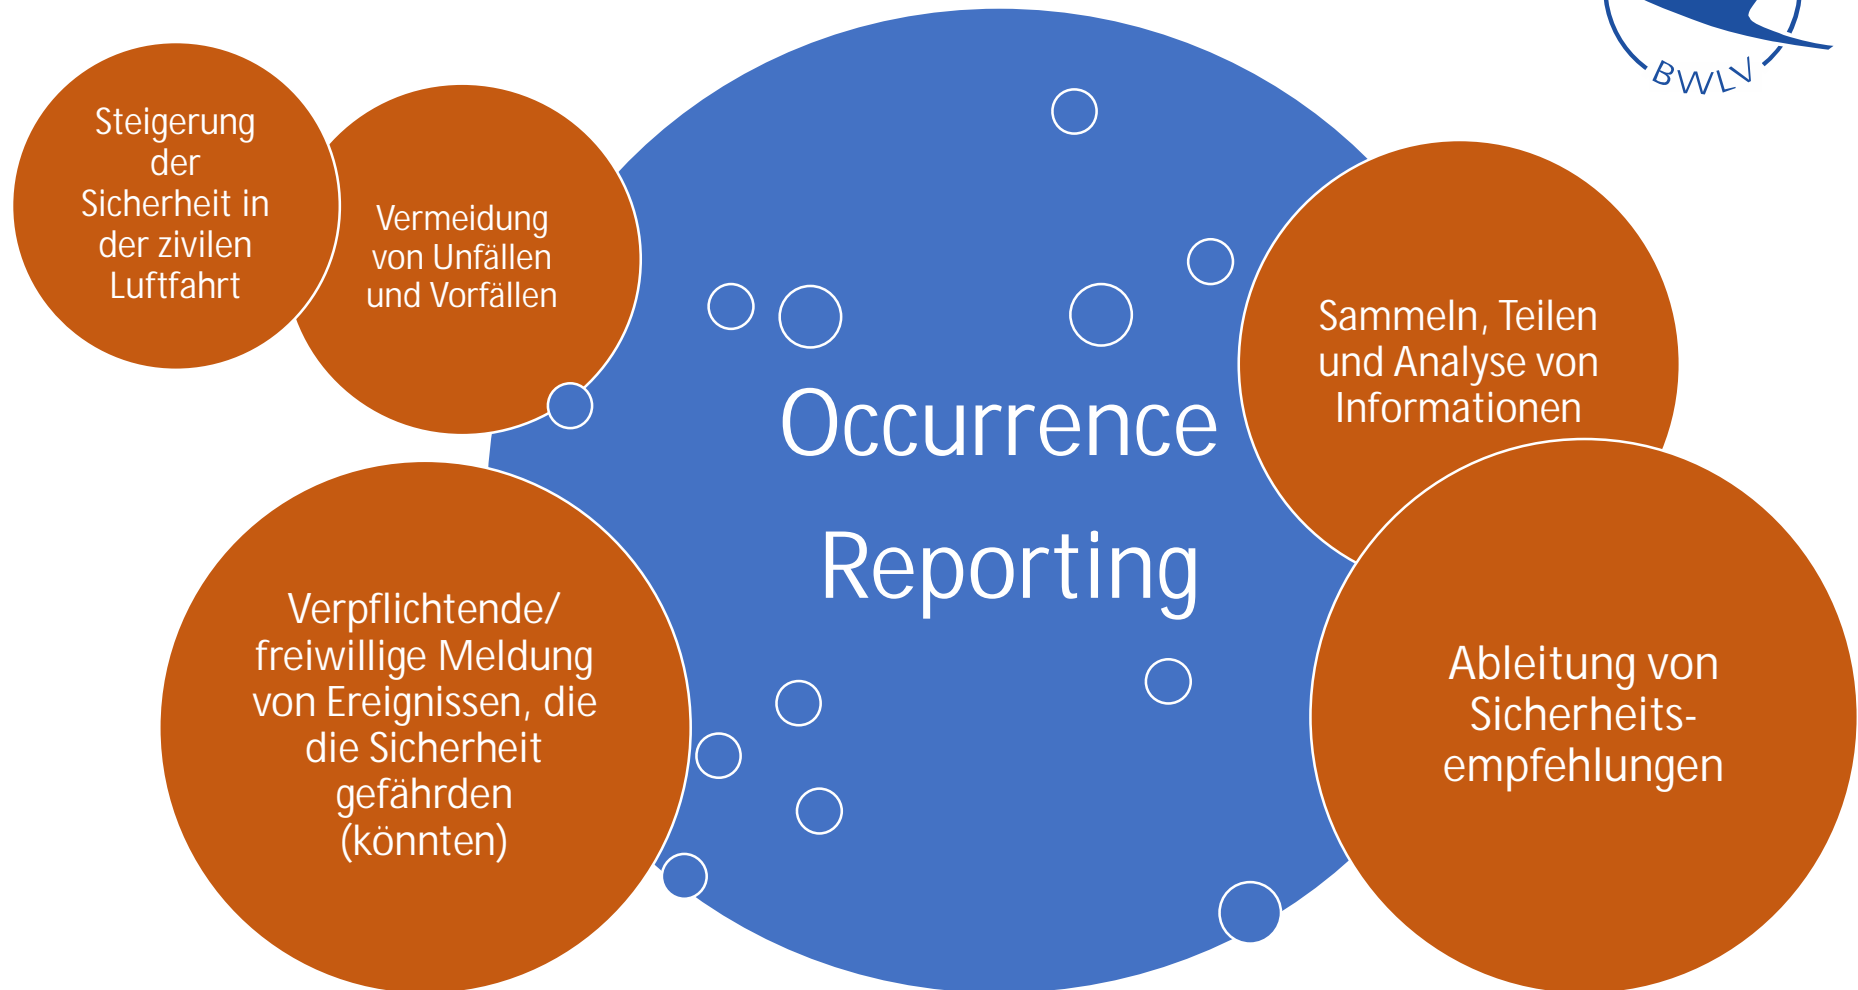 BWLV
Steigerung
der
Sicherheit in
der zivilen
Luftfahrt
Vermeidung
von Unfällen
und Vorfällen
Sammeln, Teilen
und Analyse von
Informationen
Occurrence
Reporting
Verpflichtende/
freiwillige Meldung
von Ereignissen, die
die Sicherheit
gefährden
(könnten)
Ableitung von
Sicherheits-
empfehlungen